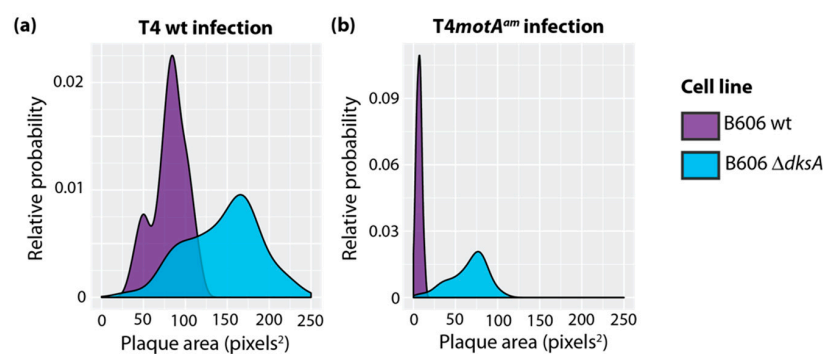 (a)
T4 wt infection
Relative probability
0.02
0.01
0
0 50 100 150 200 250
Plaque area (pixels²)
(b)
T4motAᵃᵐ infection
Relative probability
0.09
0.06
0.03
0
0 50 100 150 200 250
Plaque area (pixels²)
Cell line
B606 wt
B606 ΔdksA